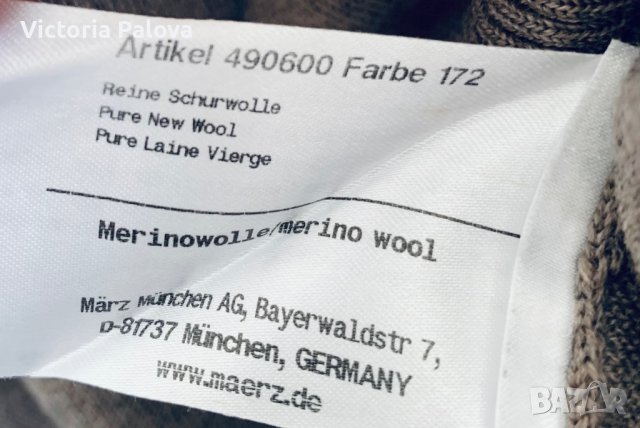 Victoria Palova
Artikel 490600 Farbe 172
Reine Schurwolle
Pure New Wool
Pure Laine Vierge
Merinowolle/merino wool
März München AG, Bayerwaldstr 7,
D-81737 München, GERMANY
www.maerz.de
BAZAR.bg